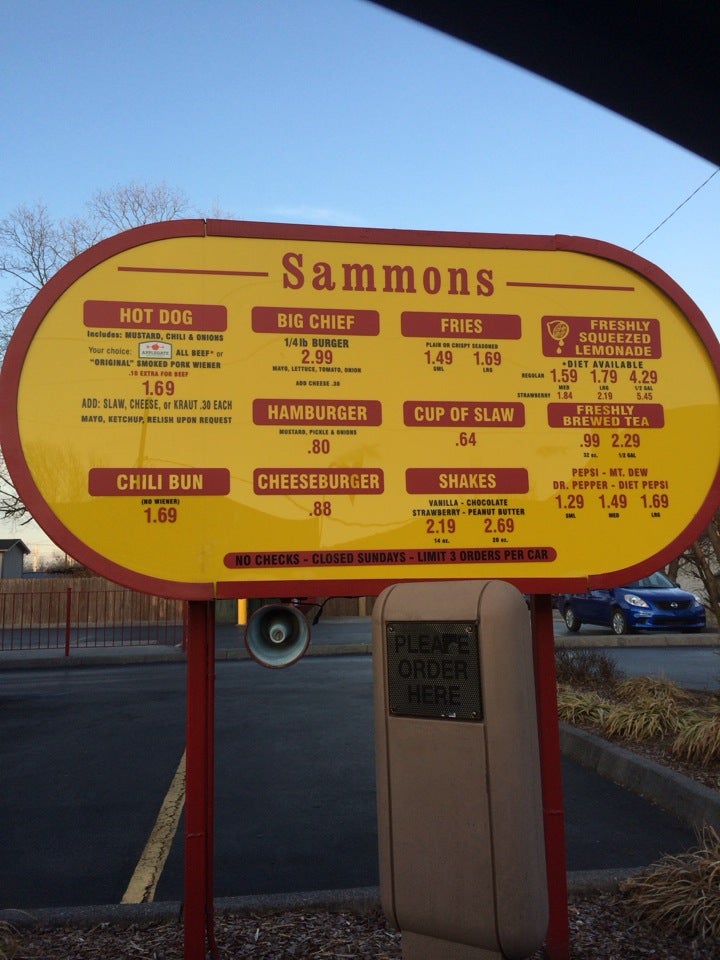 Sammons
HOT DOG
Includes: MUSTARD, CHILI & ONIONS
Your choice: APPLEGATE ALL BEEF* or
"ORIGINAL" SMOKED PORK WIENER
.10 EXTRA FOR BEEF
1.69
ADD: SLAW, CHEESE, or KRAUT .30 EACH
MAYO, KETCHUP, RELISH UPON REQUEST
CHILI BUN
(NO WIENER)
1.69
BIG CHIEF
1/4lb BURGER
2.99
MAYO, LETTUCE, TOMATO, ONION
ADD CHEESE .30
HAMBURGER
MUSTARD, PICKLE & ONIONS
.80
CHEESEBURGER
.88
FRIES
PLAIN OR CRISPY SEASONED
1.49 1.69
SML LRG
CUP OF SLAW
.64
SHAKES
VANILLA - CHOCOLATE
STRAWBERRY - PEANUT BUTTER
2.19 2.69
14 oz. 20 oz.
FRESHLY
SQUEEZED
LEMONADE
*DIET AVAILABLE
REGULAR 1.59 1.79 4.29
MED LRG 1/2 GAL
STRAWBERRY 1.84 2.19 5.45
FRESHLY
BREWED TEA
.99 2.29
32 oz. 1/2 GAL
PEPSI - MT. DEW
DR. PEPPER - DIET PEPSI
1.29 1.49 1.69
SML MED LRG
NO CHECKS - CLOSED SUNDAYS - LIMIT 3 ORDERS PER CAR
PLEASE
ORDER
HERE